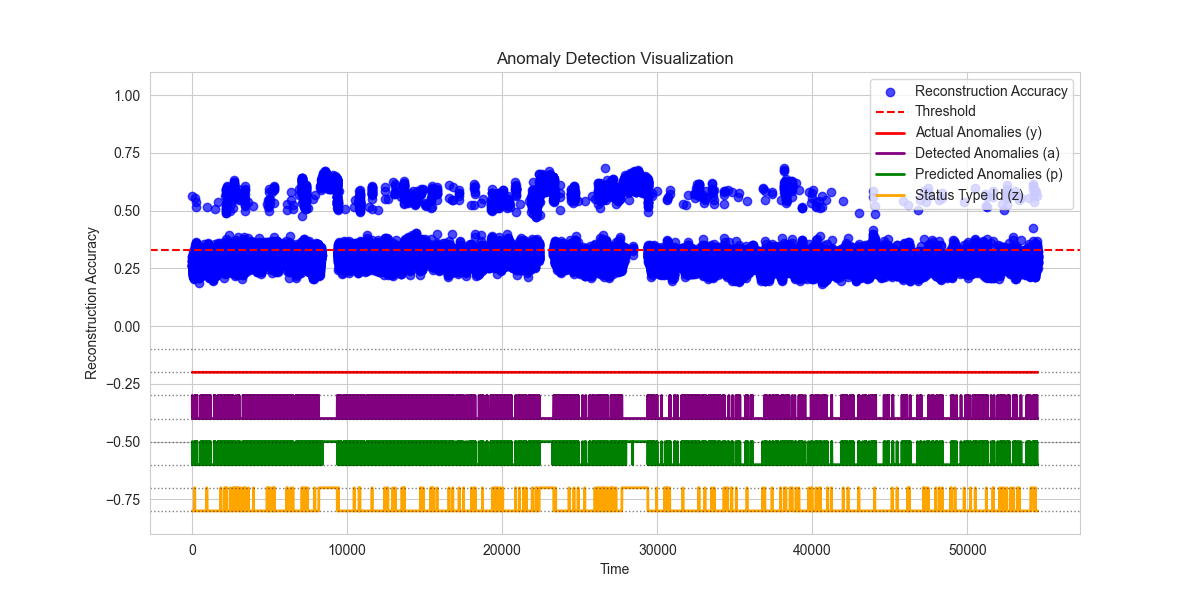 Anomaly Detection Visualization
1.00
0.75
0.50
0.25
0.00
−0.25
−0.50
−0.75
Reconstruction Accuracy
Reconstruction Accuracy
Threshold
Actual Anomalies (y)
Detected Anomalies (a)
Predicted Anomalies (p)
Status Type Id (z)
0
10000
20000
30000
40000
50000
Time